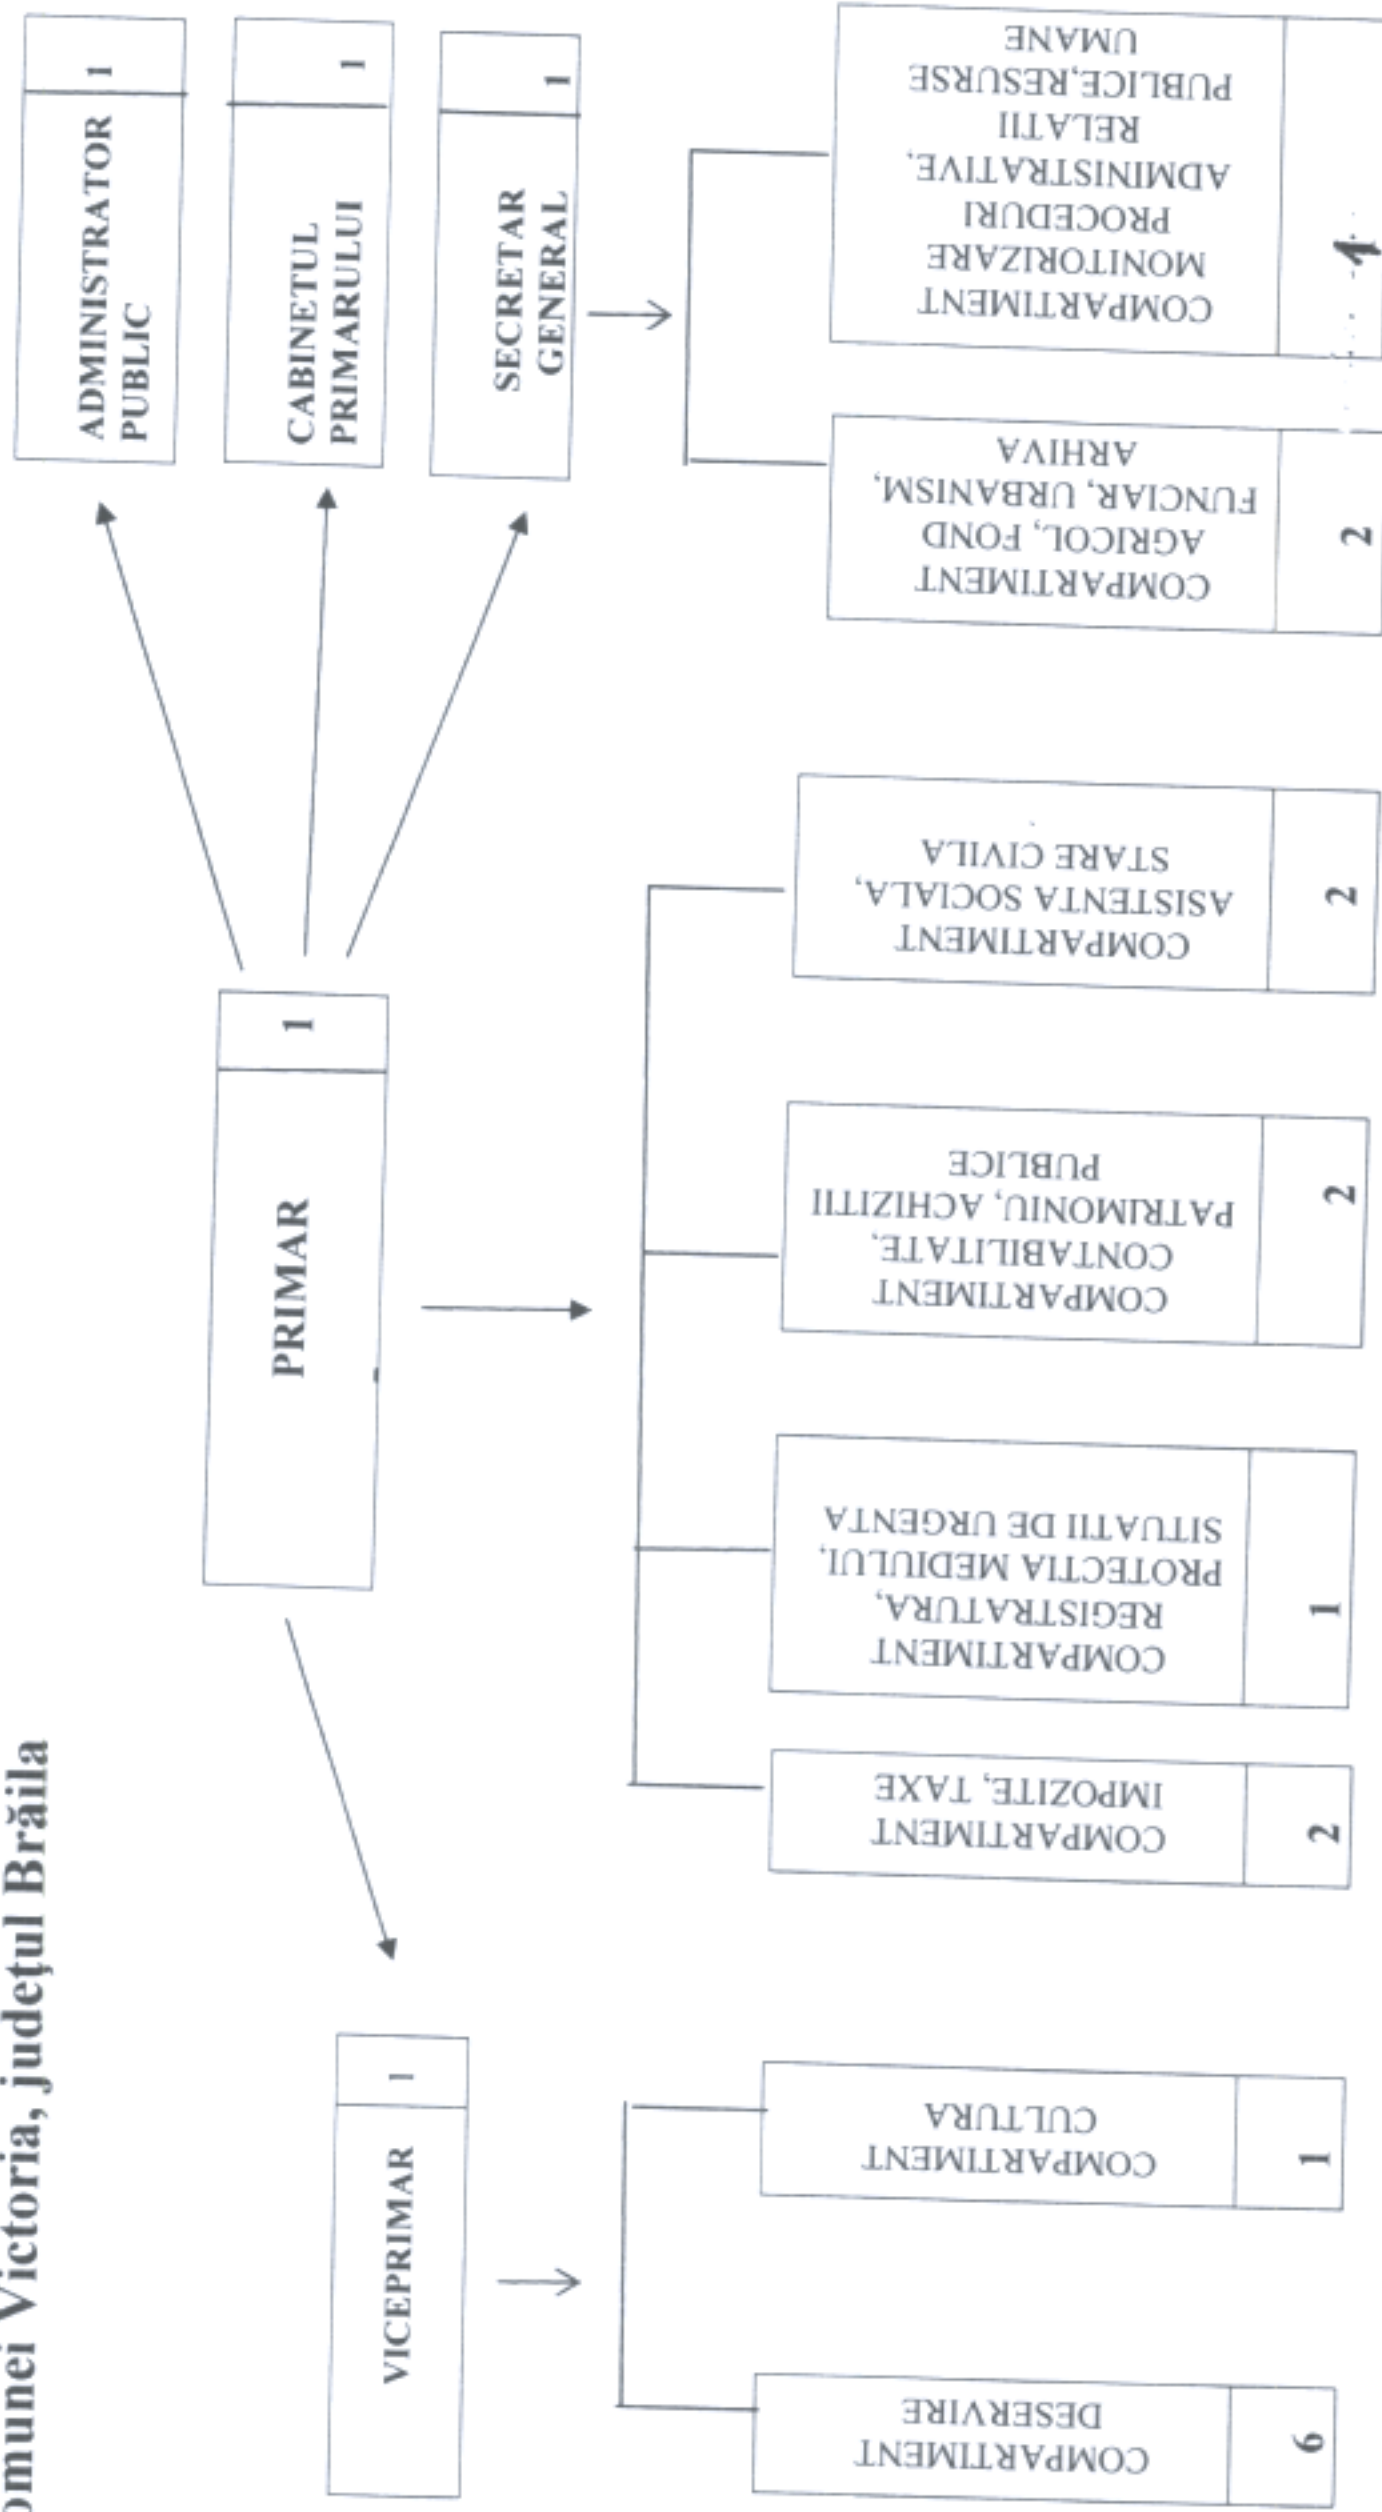 omunei Victoria, judeţul Brăila
ADMINISTRATOR
PUBLIC
1
PRIMAR
1
CABINETUL
PRIMARULUI
1
VICEPRIMAR
1
SECRETAR
GENERAL
1
COMPARTIMENT
DESERVIRE
6
COMPARTIMENT
CULTURA
1
COMPARTIMENT
IMPOZITE, TAXE
2
COMPARTIMENT
REGISTRATURA,
PROTECTIA MEDIULUI,
SITUATII DE URGENTA
1
COMPARTIMENT
CONTABILITATE,
PATRIMONIU, ACHIZITII
PUBLICE
2
COMPARTIMENT
ASISTENTA SOCIALA,
STARE CIVILA
2
COMPARTIMENT
AGRICOL, FOND
FUNCIAR, URBANISM,
ARHIVA
2
COMPARTIMENT
MONITORIZARE
PROCEDURI
ADMINISTRATIVE,
RELATII
PUBLICE,RESURSE
UMANE
1